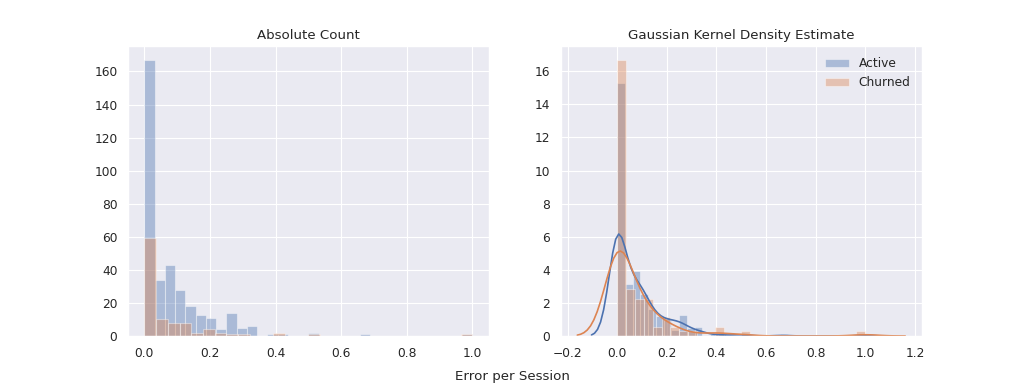 Absolute Count
160
140
120
100
80
60
40
20
0
0.0 0.2 0.4 0.6 0.8 1.0
Gaussian Kernel Density Estimate
Active
Churned
16
14
12
10
8
6
4
2
0
−0.2 0.0 0.2 0.4 0.6 0.8 1.0 1.2
Error per Session